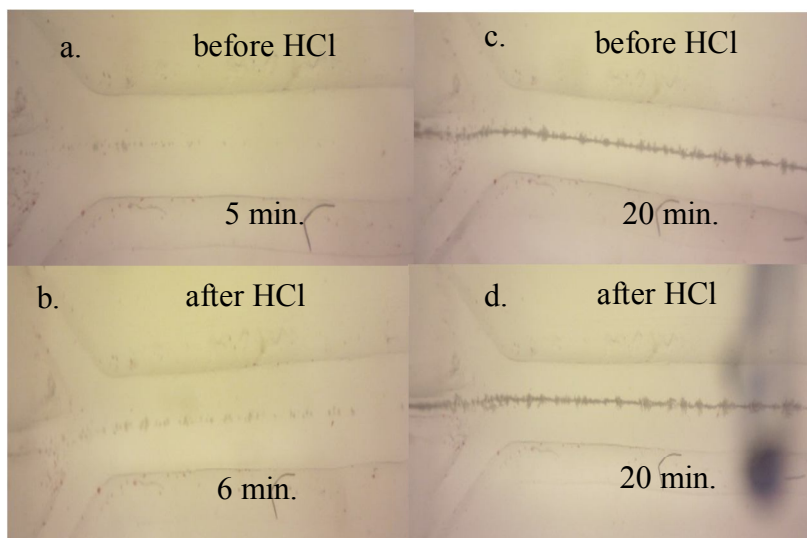 a. before HCl
5 min.
c. before HCl
20 min.
b. after HCl
6 min.
d. after HCl
20 min.